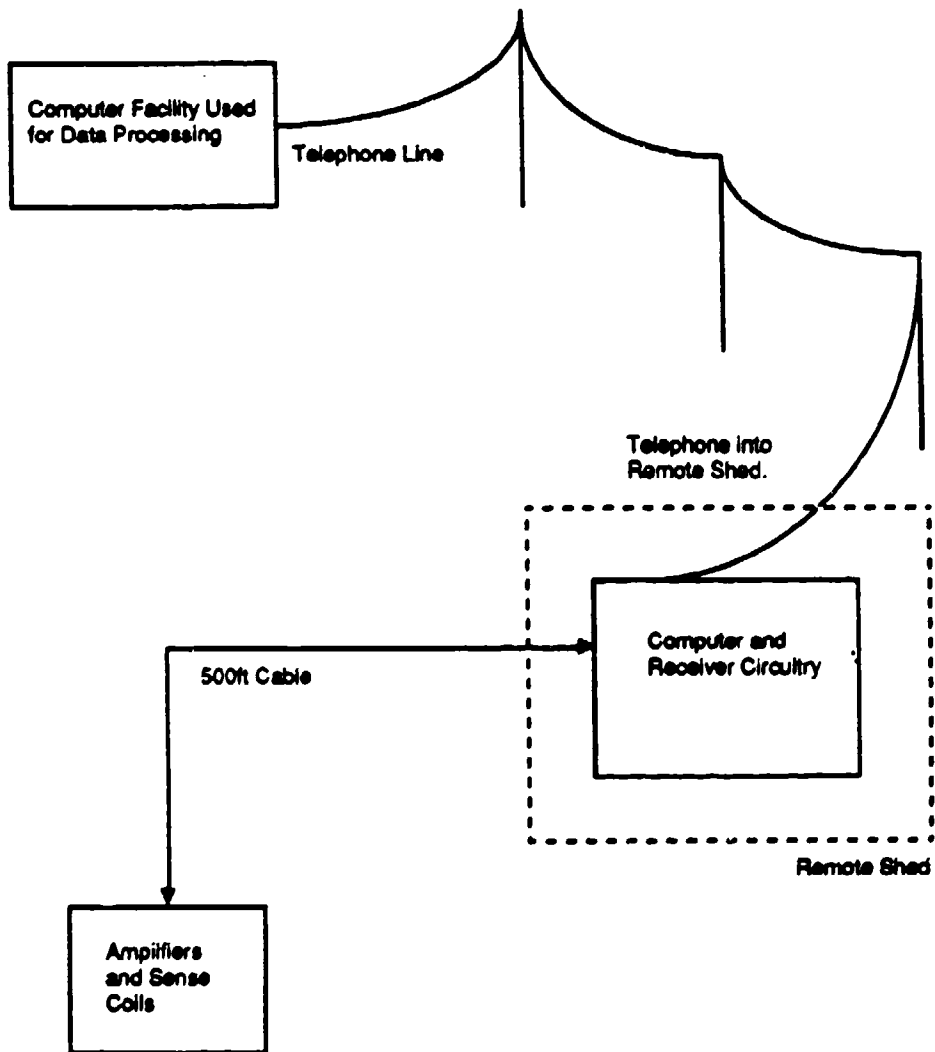 Computer Facility Used
for Data Processing
Telephone Line
Telephone into
Remote Shed.
Computer and
Receiver Circuitry
500ft Cable
Remote Shed
Amplifiers
and Sense
Coils